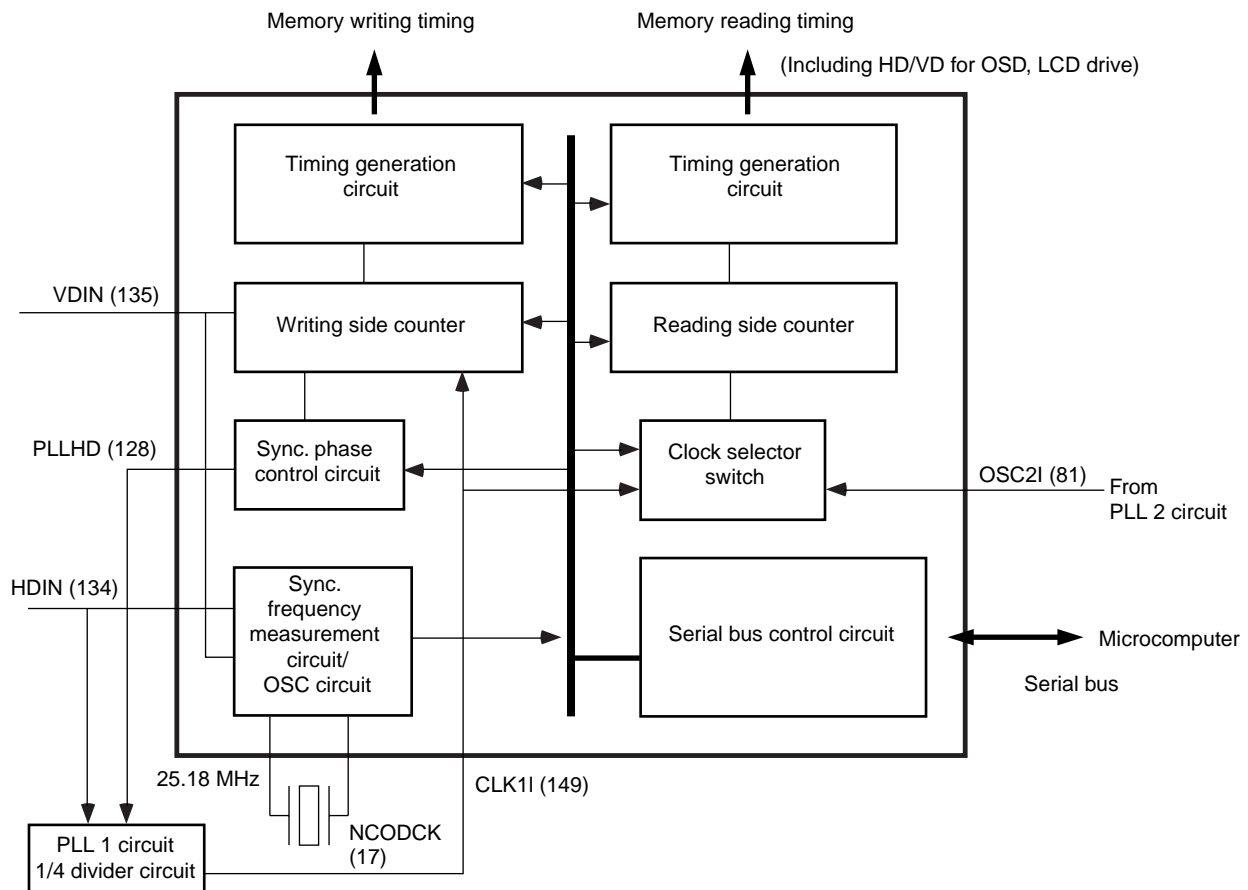 Memory writing timing
Memory reading timing
(Including HD/VD for OSD, LCD drive)
Timing generation
circuit
Timing generation
circuit
VDIN (135)
Writing side counter
Reading side counter
PLLHD (128)
Sync. phase
control circuit
Clock selector
switch
OSC2I (81)
From
PLL 2 circuit
HDIN (134)
Sync.
frequency
measurement
circuit/
OSC circuit
Serial bus control circuit
Microcomputer
Serial bus
25.18 MHz
CLK1I (149)
NCODCK
(17)
PLL 1 circuit
1/4 divider circuit